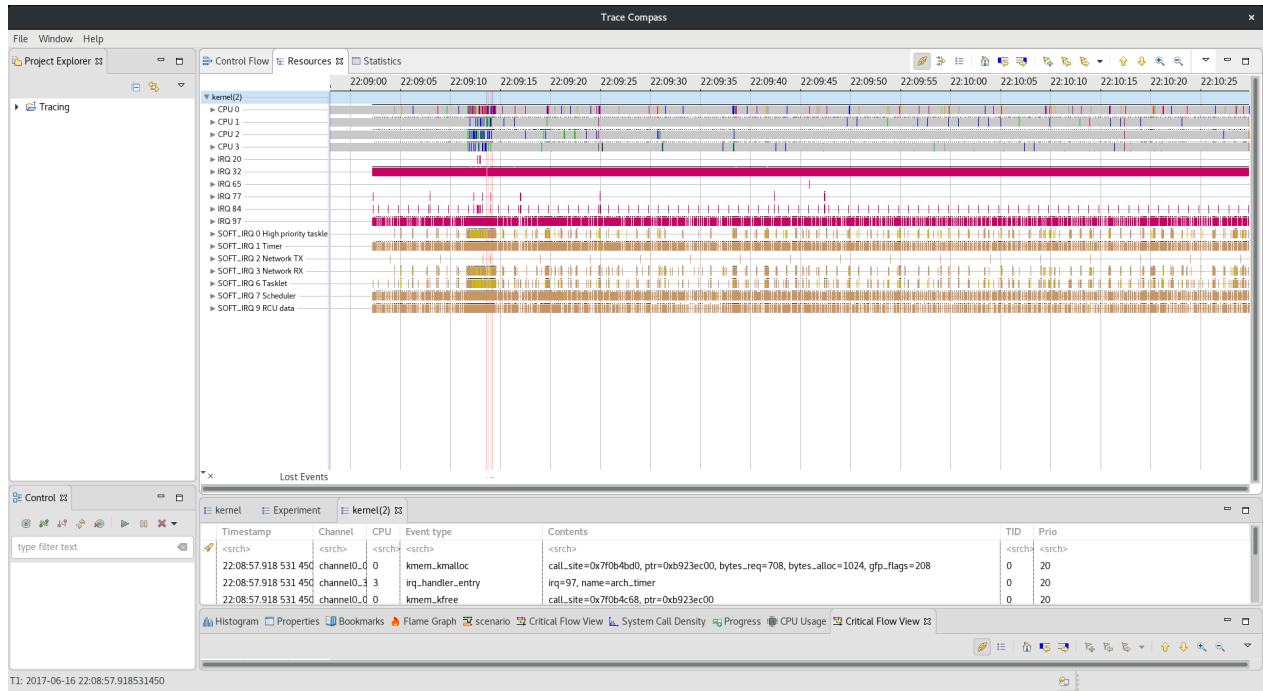 Trace Compass ×
File Window Help
Project Explorer
Tracing
Control Flow Resources Statistics
22:09:00 22:09:05 22:09:10 22:09:15 22:09:20 22:09:25 22:09:30 22:09:35 22:09:40 22:09:45 22:09:50 22:09:55 22:10:00 22:10:05 22:10:10 22:10:15 22:10:20 22:10:25
kernel(2)
CPU 0
CPU 1
CPU 2
CPU 3
IRQ 20
IRQ 32
IRQ 65
IRQ 77
IRQ 84
IRQ 97
SOFT_IRQ 0 High priority taskle
SOFT_IRQ 1 Timer
SOFT_IRQ 2 Network TX
SOFT_IRQ 3 Network RX
SOFT_IRQ 6 Tasklet
SOFT_IRQ 7 Scheduler
SOFT_IRQ 9 RCU data
Lost Events
Control
type filter text
kernel Experiment kernel(2)
Timestamp Channel CPU Event type Contents TID Prio
<srch> <srch> <srch> <srch> <srch> <srch> <srch>
22:08:57.918 531 450 channel0_0 0 kmem_kmalloc call_site=0x7f0b4bd0, ptr=0xb923ec00, bytes_req=708, bytes_alloc=1024, gfp_flags=208 0 20
22:08:57.918 531 450 channel0_3 3 irq_handler_entry irq=97, name=arch_timer 0 20
22:08:57.918 531 450 channel0_0 0 kmem_kfree call_site=0x7f0b4c68, ptr=0xb923ec00 0 20
Histogram Properties Bookmarks Flame Graph scenario Critical Flow View System Call Density Progress CPU Usage Critical Flow View
T1: 2017-06-16 22:08:57.918531450